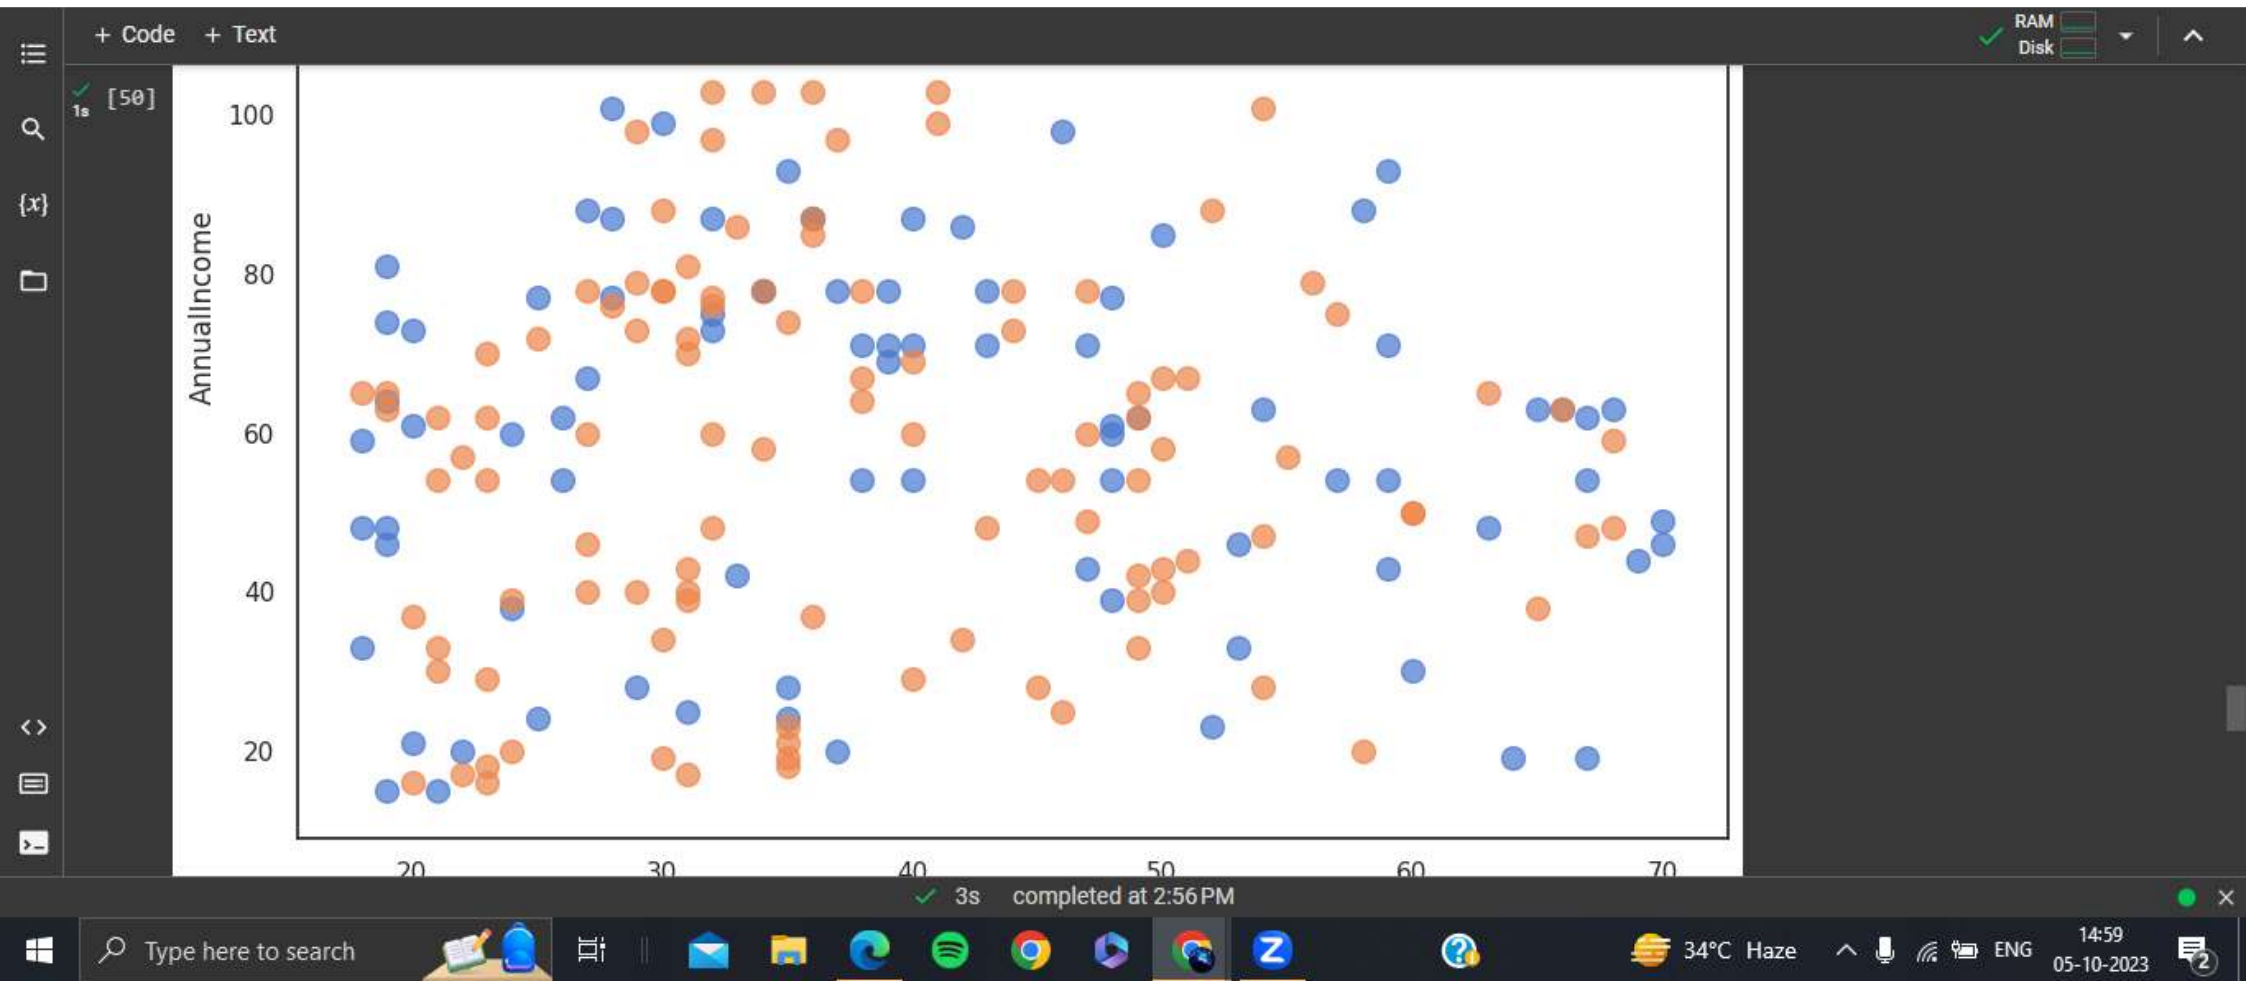 + Code + Text
RAM
Disk
1s [50]
{x}
AnnualIncome
100
80
60
40
20
20 30 40 50 60 70
3s completed at 2:56 PM
Type here to search
34°C Haze
ENG
14:59
05-10-2023
2